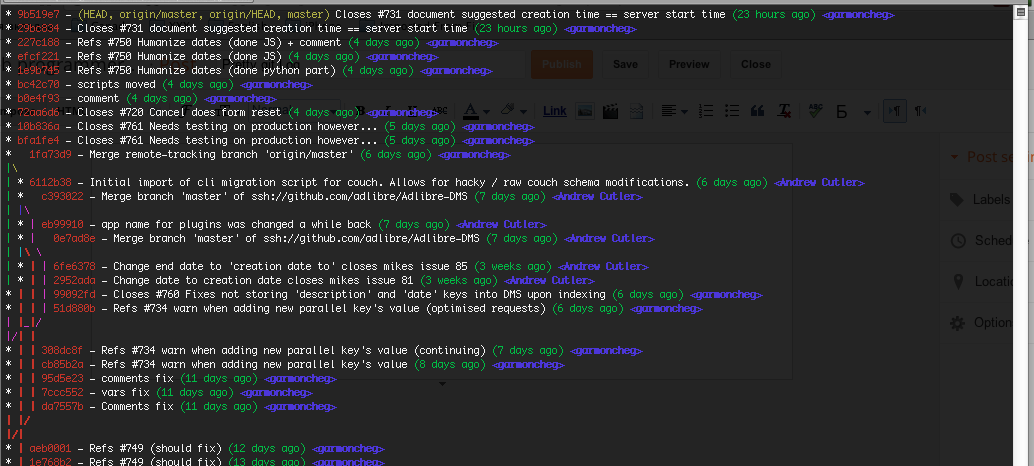 * 9b519e7 - (HEAD, origin/master, origin/HEAD, master) Closes #731 document suggested creation time == server start time (23 hours ago) <garmoncheg>
* 29bc834 - Closes #731 document suggested creation time == server start time (23 hours ago) <garmoncheg>
* 227c188 - Refs #750 Humanize dates (done JS) + comment (4 days ago) <garmoncheg>
* efcf221 - Refs #750 Humanize dates (done JS) (4 days ago) <garmoncheg>
* 1e9b745 - Refs #750 Humanize dates (done python part) (4 days ago) <garmoncheg>
Publish Save Preview Close
* bc42c70 - scripts moved (4 days ago) <garmoncheg>
* b0e4f93 - comment (4 days ago) <garmoncheg>
Link
* Closes #720 Cancel does form reset (4 days ago) <garmoncheg>
* 10b836a - Closes #761 Needs testing on production however... (5 days ago) <garmoncheg>
* bfa1fe4 - Closes #761 Needs testing on production however... (5 days ago) <garmoncheg>
* 1fa73d9 - Merge remote-tracking branch 'origin/master' (6 days ago) <garmoncheg>
|\
Post
| * 6112b38 - Initial import of cli migration script for couch. Allows for hacky / raw couch schema modifications. (6 days ago) <Andrew Cutler>
| * c393022 - Merge branch 'master' of ssh://github.com/adlibre/Adlibre-DMS (7 days ago) <Andrew Cutler>
Labels
| |\
| * | eb99910 - app name for plugins was changed a while back (7 days ago) <Andrew Cutler>
| * | 0e7ad8e - Merge branch 'master' of ssh://github.com/adlibre/Adlibre-DMS (7 days ago) <Andrew Cutler>
Sched
| |\ \
| * | | 6fe6378 - Change end date to 'creation date to' closes mikes issue 85 (3 weeks ago) <Andrew Cutler>
| * | | 2952ada - Change date to creation date closes mikes issue 81 (3 weeks ago) <Andrew Cutler>
Locatio
* | | | 99092fd - Closes #760 Fixes not storing 'description' and 'date' keys into DMS upon indexing (6 days ago) <garmoncheg>
* | | | 51d880b - Refs #734 warn when adding new parallel key's value (optimised requests) (6 days ago) <garmoncheg>
Option
| |_|/
|/| |
* | | 308dc8f - Refs #734 warn when adding new parallel key's value (continuing) (7 days ago) <garmoncheg>
* | | cb85b2a - Refs #734 warn when adding new parallel key's value (8 days ago) <garmoncheg>
* | | 95d5e23 - comments fix (11 days ago) <garmoncheg>
* | | 7ccc552 - vars fix (11 days ago) <garmoncheg>
* | | da7557b - Comments fix (11 days ago) <garmoncheg>
| |/
|/|
* | aeb0001 - Refs #749 (should fix) (12 days ago) <garmoncheg>
* | 1e768b2 - Refs #749 (should fix) (13 days ago) <garmoncheg>